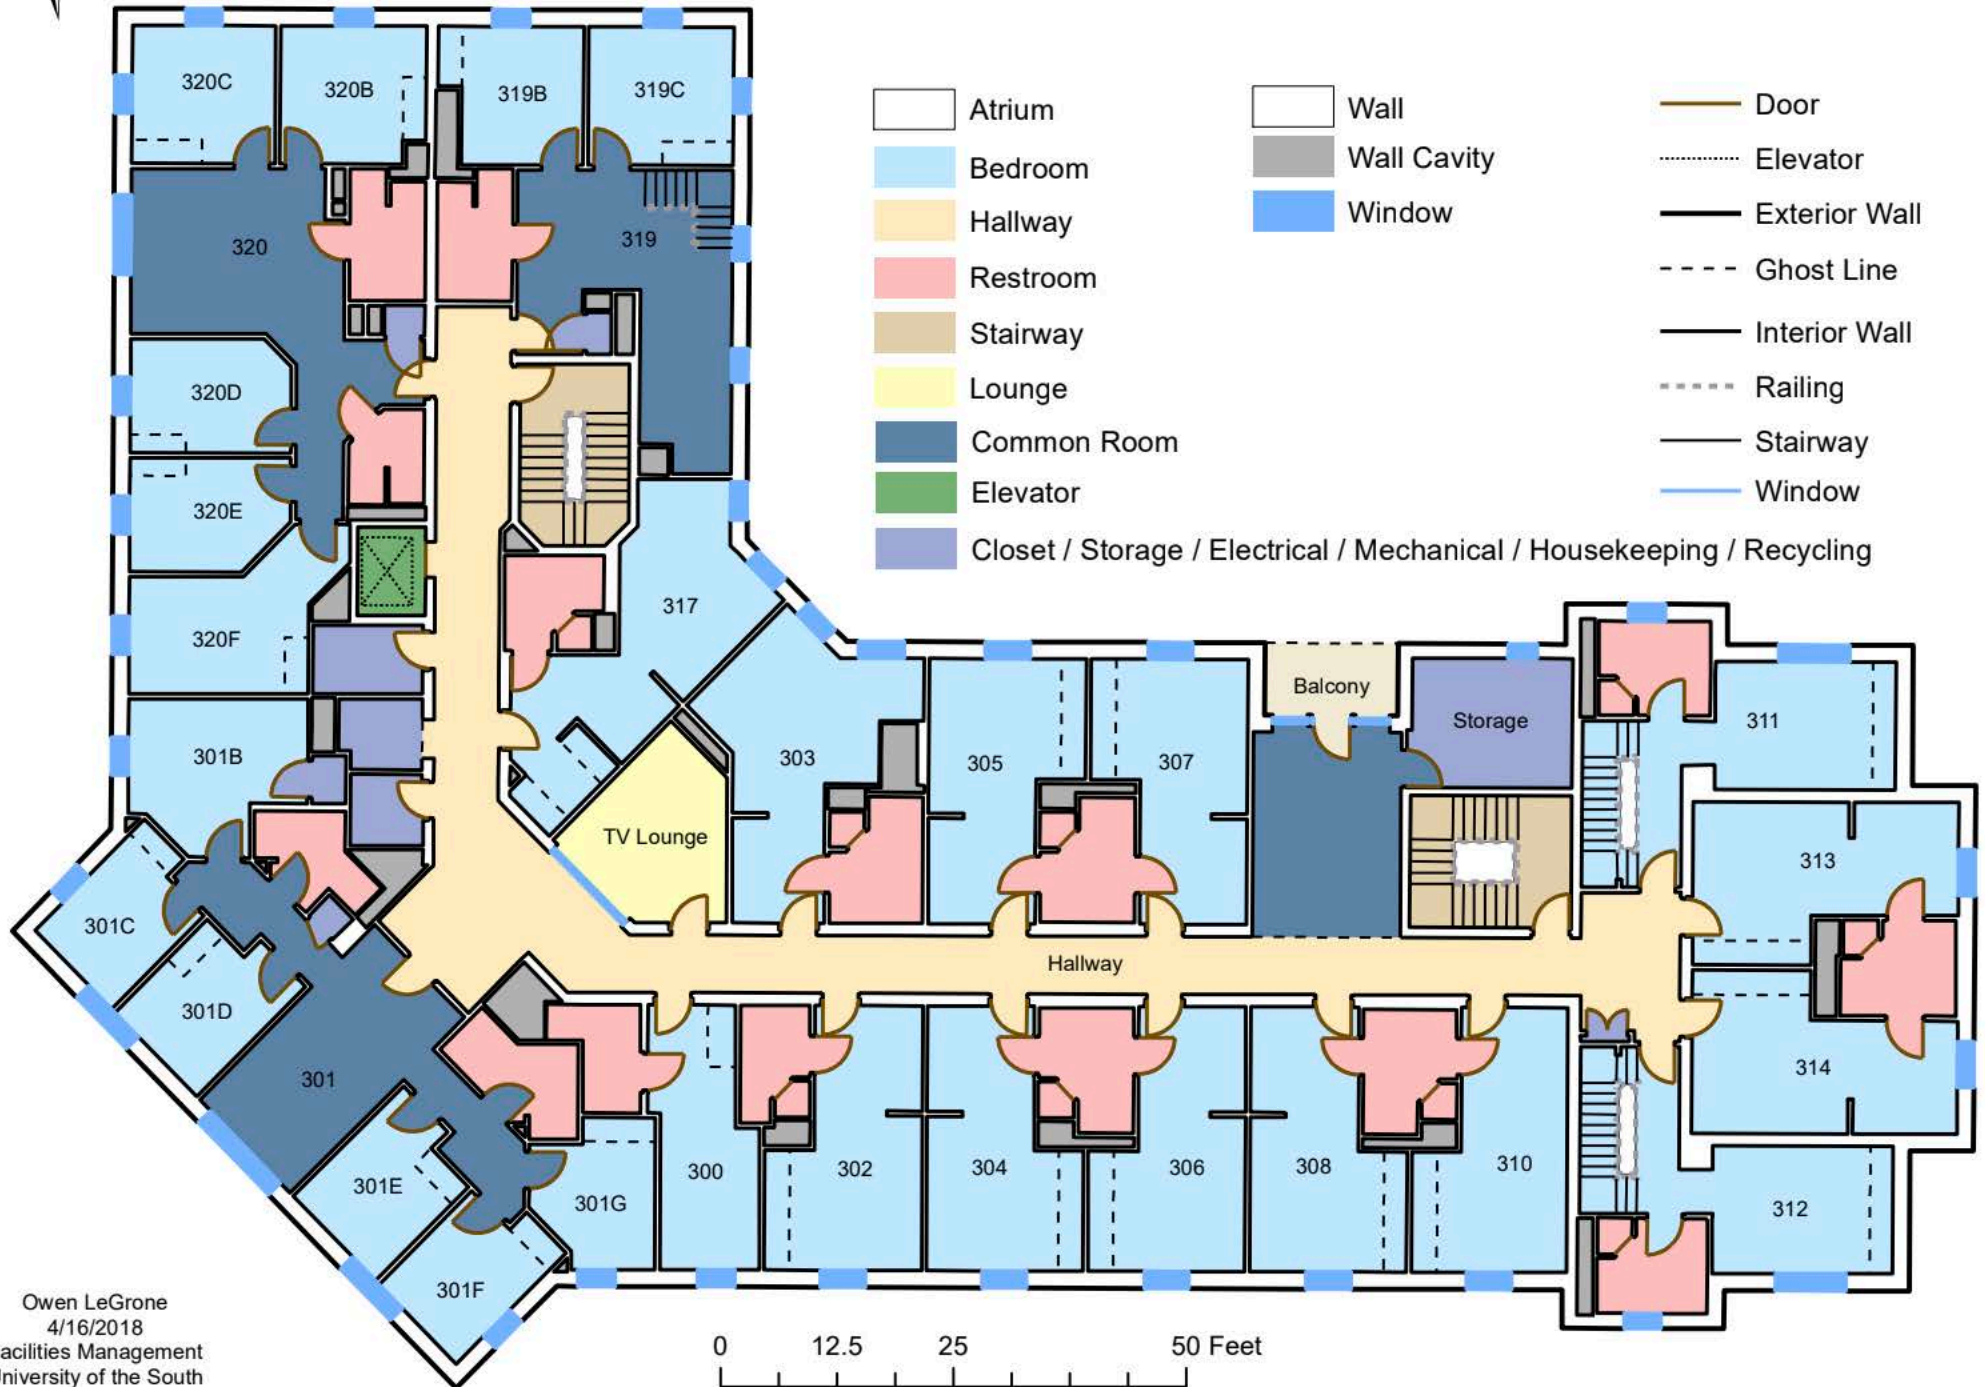 320C
320B
319B
319C
320
319
320D
320E
320F
317
301B
303
305
307
Balcony
Storage
311
TV Lounge
313
301C
301D
Hallway
301
314
301E
301G
300
302
304
306
308
310
312
301F
Atrium
Bedroom
Hallway
Restroom
Stairway
Lounge
Common Room
Elevator
Closet / Storage / Electrical / Mechanical / Housekeeping / Recycling
Wall
Wall Cavity
Window
Door
Elevator
Exterior Wall
Ghost Line
Interior Wall
Railing
Stairway
Window
Owen LeGrone
4/16/2018
acilities Management
niversity of the South
0 12.5 25 50 Feet